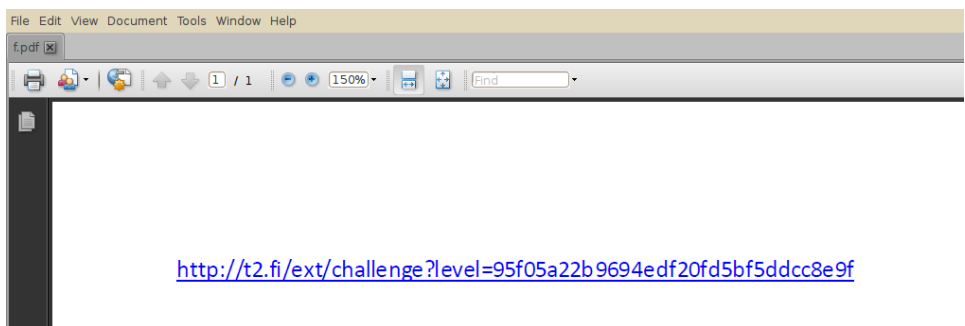 File Edit View Document Tools Window Help
f.pdf
1 / 1 150% Find
http://t2.fi/ext/challenge?level=95f05a22b9694edf20fd5bf5ddcc8e9f